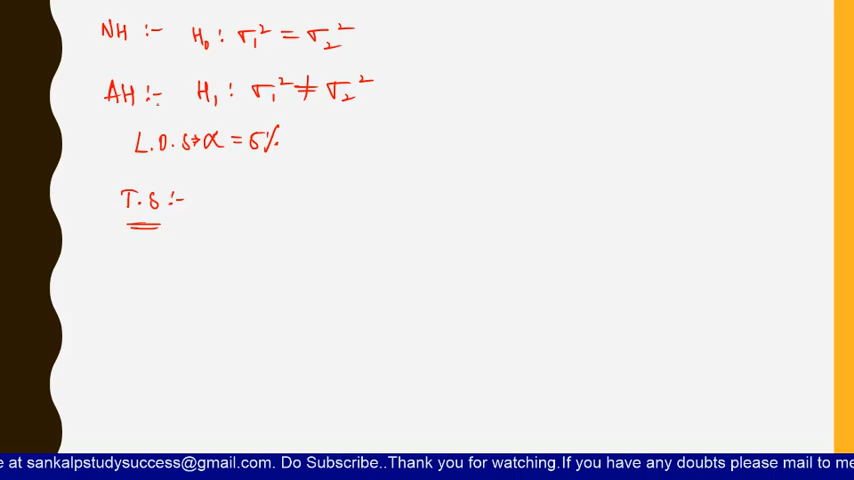 NH :- H₀ : σ₁² = σ₂²
AH :- H₁ : σ₁² ≠ σ₂²
L.O.S → α = 5%
T.S :-
e at sankalpstudysuccess@gmail.com. Do Subscribe..Thank you for watching.If you have any doubts please mail to me